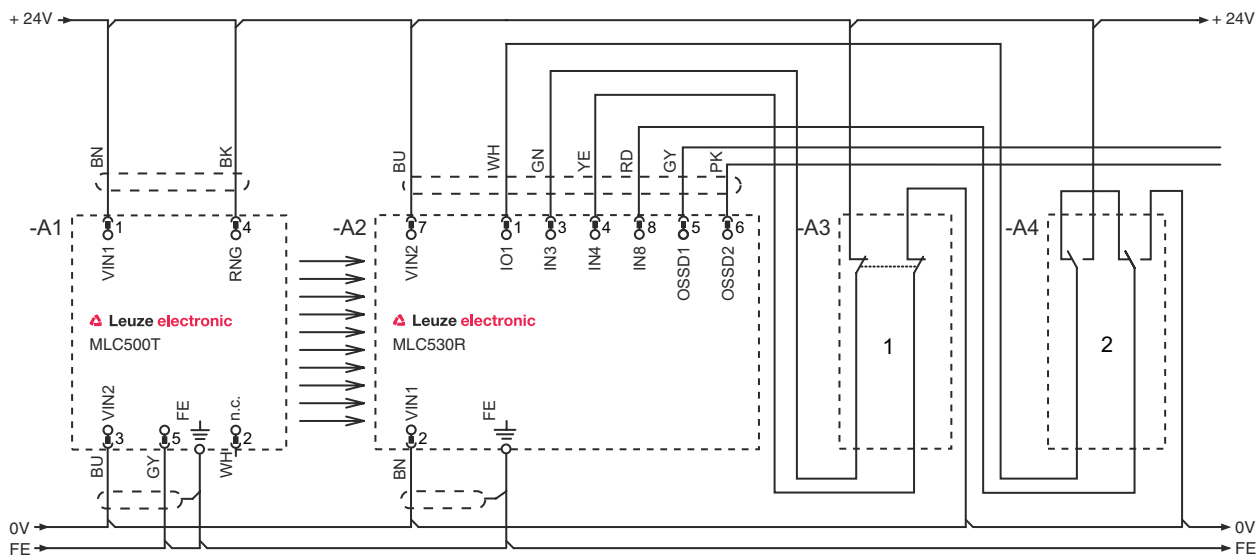 + 24V
+ 24V
BN
BK
BU
WH
GN
YE
RD
GY
PK
-A1
1
4
-A2
7
1
3
4
8
5
6
-A3
-A4
VIN1
RNG
VIN2
IO1
IN3
IN4
IN8
OSSD1
OSSD2
Leuze electronic
MLC500T
Leuze electronic
MLC530R
1
2
VIN2
FE
n.c.
VIN1
FE
3
5
2
2
BU
GY
WH
BN
0V
0V
FE
FE